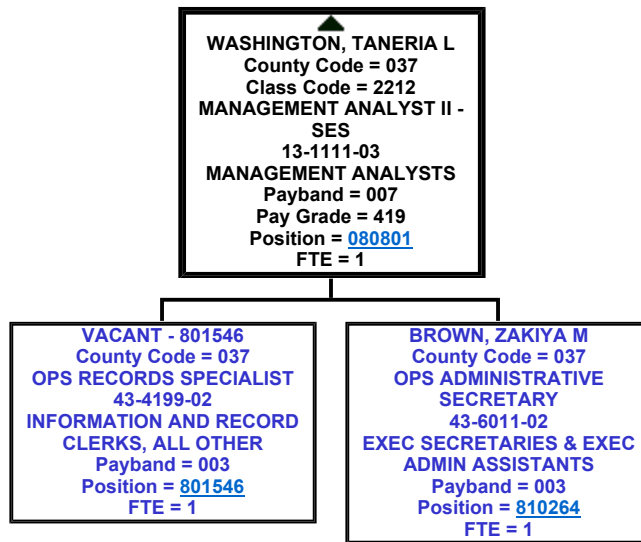 WASHINGTON, TANERIA L
County Code = 037
Class Code = 2212
MANAGEMENT ANALYST II -
SES
13-1111-03
MANAGEMENT ANALYSTS
Payband = 007
Pay Grade = 419
Position = 080801
FTE = 1
VACANT - 801546
County Code = 037
OPS RECORDS SPECIALIST
43-4199-02
INFORMATION AND RECORD
CLERKS, ALL OTHER
Payband = 003
Position = 801546
FTE = 1
BROWN, ZAKIYA M
County Code = 037
OPS ADMINISTRATIVE
SECRETARY
43-6011-02
EXEC SECRETARIES & EXEC
ADMIN ASSISTANTS
Payband = 003
Position = 810264
FTE = 1